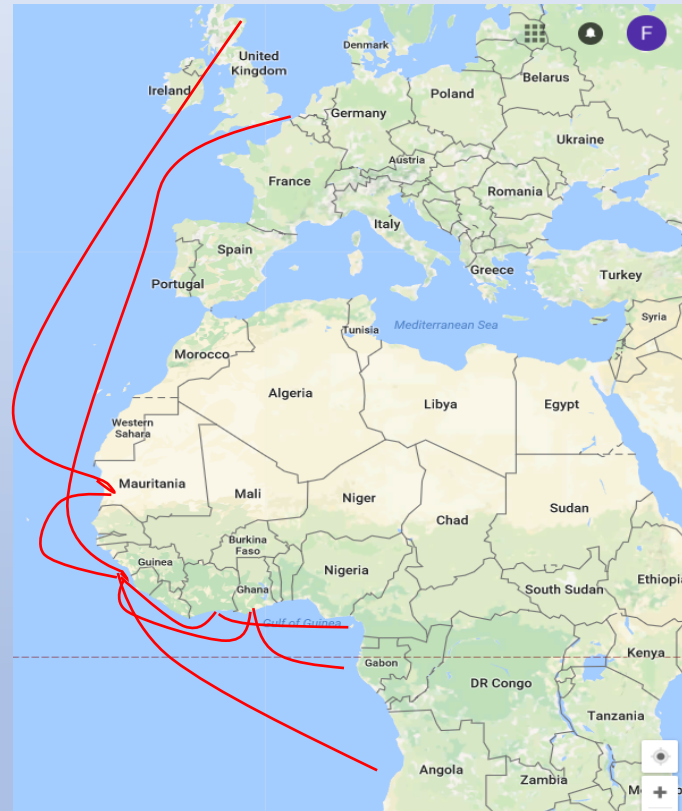 F
Denmark
United
Kingdom
Ireland
Belarus
Poland
Germany
Ukraine
Austria
France
Romania
Italy
Spain
Greece
Portugal
Turkey
Syria
Mediterranean Sea
Tunisia
Morocco
Algeria
Libya
Egypt
Western
Sahara
Mauritania
Mali
Niger
Sudan
Chad
Burkina
Faso
Guinea
Nigeria
Ethiopi
Ghana
South Sudan
Gulf of Guinea
Kenya
Gabon
DR Congo
Tanzania
Angola
Zambia
+